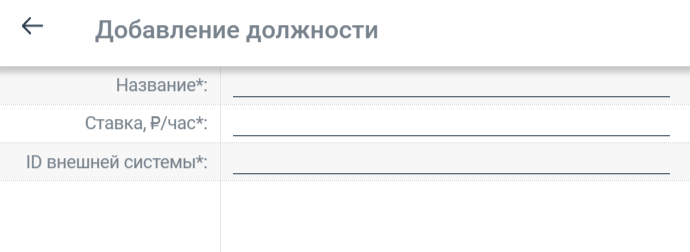 Добавление должности
Название*:
Ставка, ₽/час*:
ID внешней системы*: